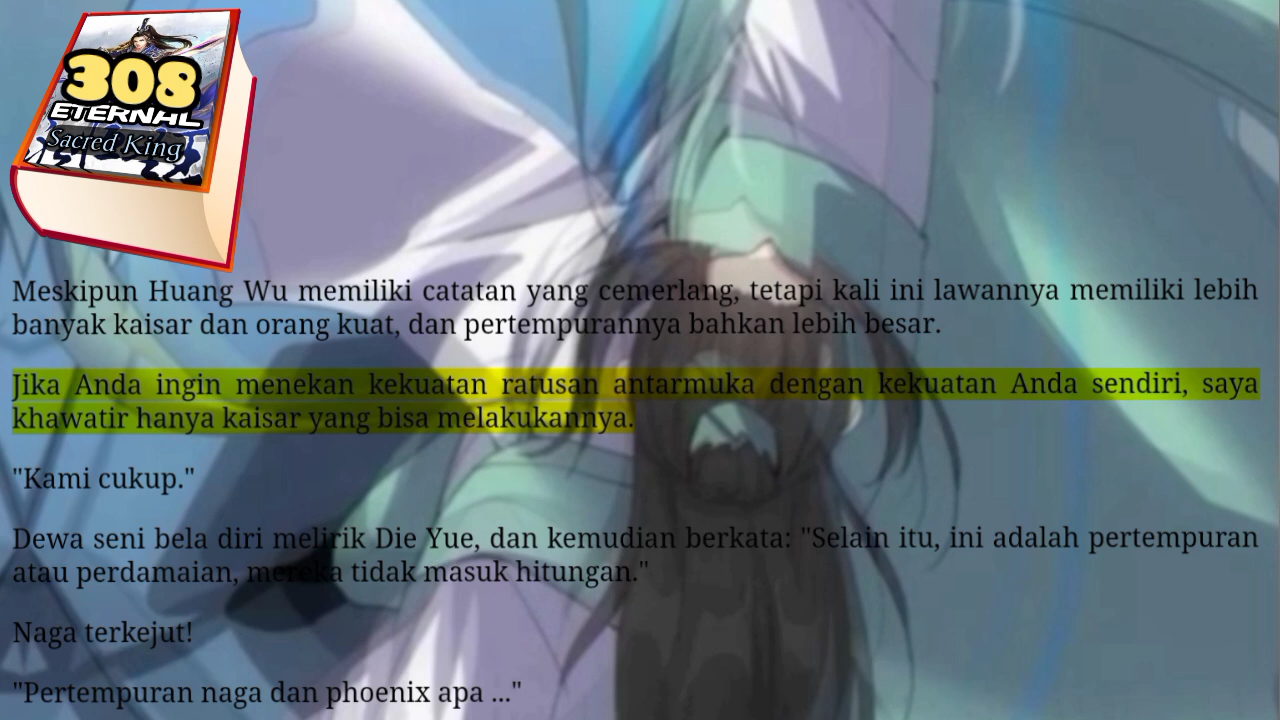 308
ETERNAL
Sacred King
Meskipun Huang Wu memiliki catatan yang cemerlang, tetapi kali ini lawannya memiliki lebih
banyak kaisar dan orang kuat, dan pertempurannya bahkan lebih besar.
Jika Anda ingin menekan kekuatan ratusan antarmuka dengan kekuatan Anda sendiri, saya
khawatir hanya kaisar yang bisa melakukannya.
"Kami cukup."
Dewa seni bela diri melirik Die Yue, dan kemudian berkata: "Selain itu, ini adalah pertempuran
atau perdamaian, mereka tidak masuk hitungan."
Naga terkejut!
"Pertempuran naga dan phoenix apa ..."